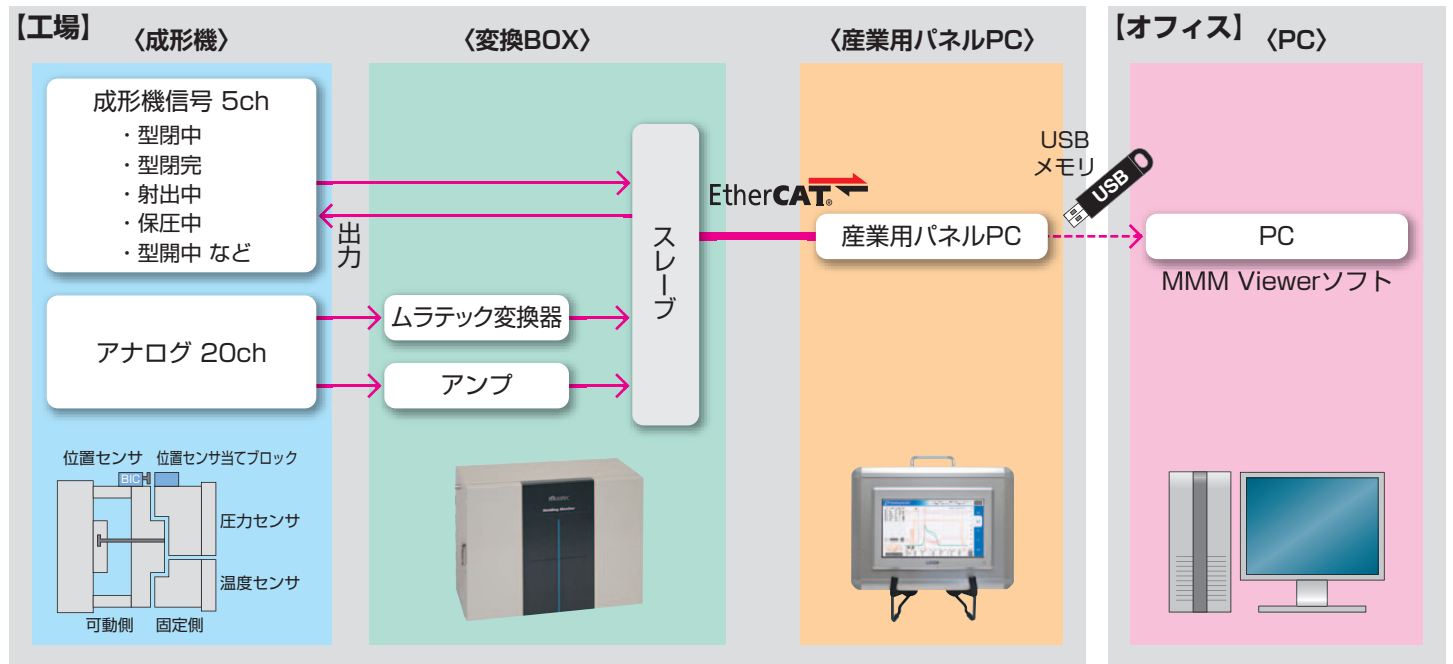 【工場】
〈成形機〉
〈変換BOX〉
〈産業用パネルPC〉
【オフィス】
〈PC〉
成形機信号 5ch
・型閉中
・型閉完
・射出中
・保圧中
・型開中 など
出力
アナログ 20ch
ムラテック変換器
アンプ
スレーブ
EtherCAT®
産業用パネルPC
USB
メモリ
USB
PC
MMM Viewerソフト
位置センサ
位置センサ当てブロック
BIC
圧力センサ
温度センサ
可動側
固定側
Molding Monitor